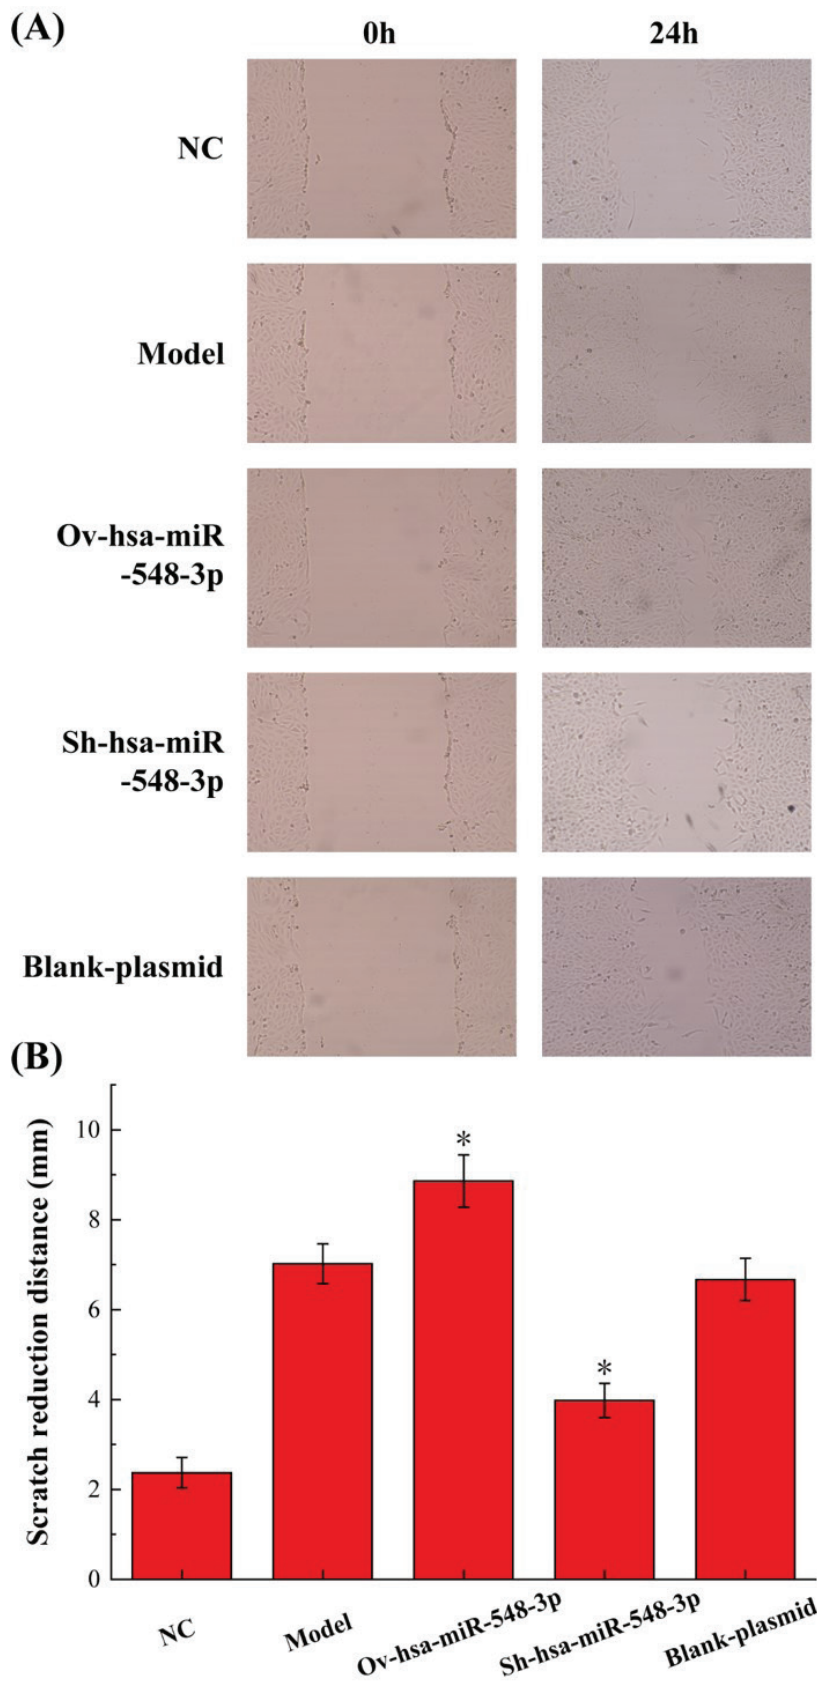 (A)
0h
24h
NC
Model
Ov-hsa-miR
-548-3p
Sh-hsa-miR
-548-3p
Blank-plasmid
(B)
Scratch reduction distance (mm)
10
8
6
4
2
0
*
*
NC
Model
Ov-hsa-miR-548-3p
Sh-hsa-miR-548-3p
Blank-plasmid